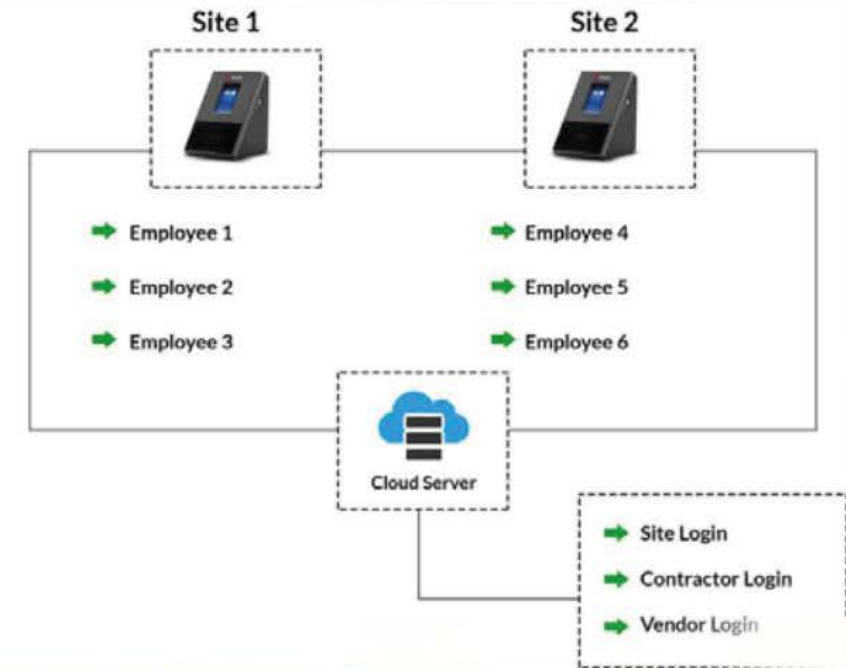 Site 1
Site 2
Employee 1
Employee 2
Employee 3
Employee 4
Employee 5
Employee 6
Cloud Server
Site Login
Contractor Login
Vendor Login